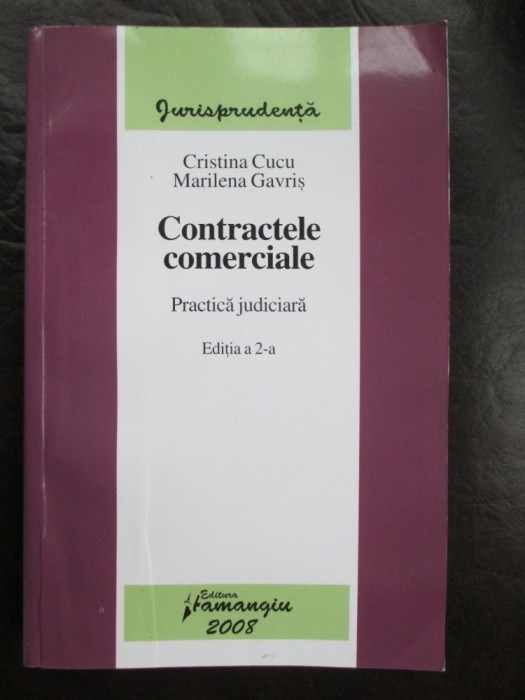 Jurisprudență
Cristina Cucu
Marilena Gavriș
Contractele
comerciale
Practică judiciară
Ediția a 2-a
Editura
Hamangiu
2008